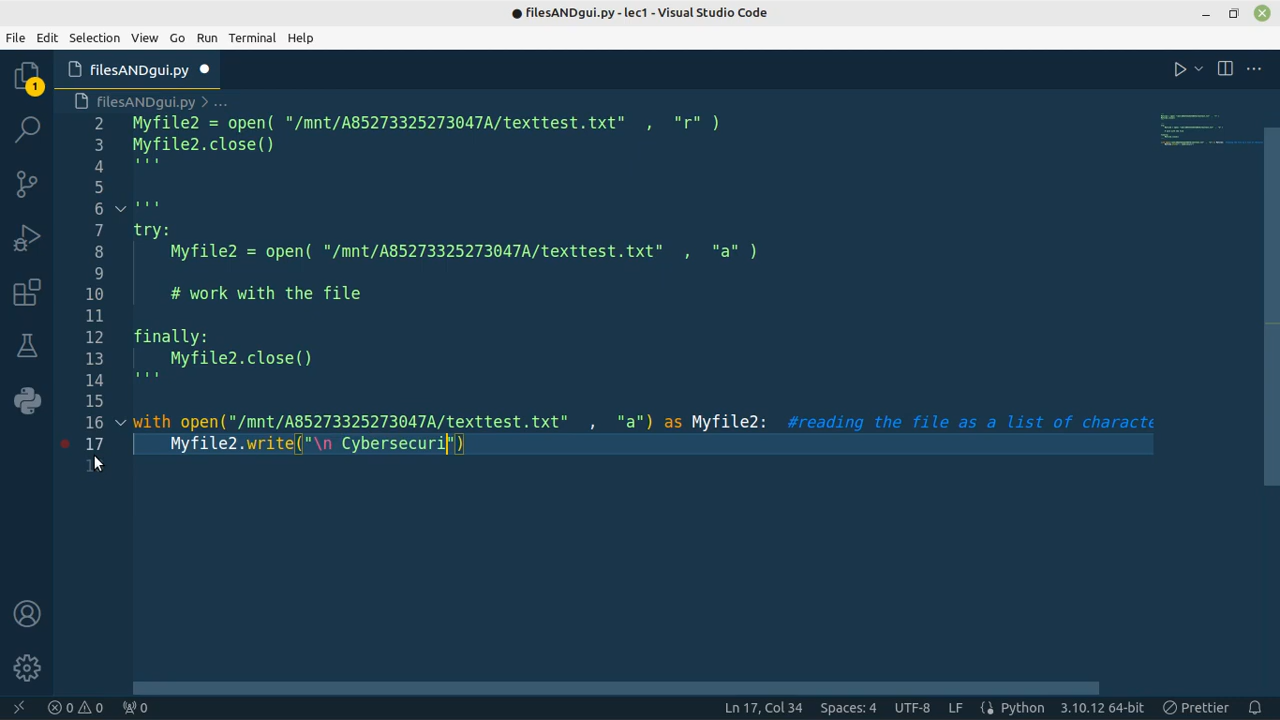 filesANDgui.py - lec1 - Visual Studio Code
File Edit Selection View Go Run Terminal Help
1 filesANDgui.py
filesANDgui.py > ...
2 Myfile2 = open( "/mnt/A85273325273047A/texttest.txt"  ,  "r" )
3 Myfile2.close()
4 '''
5
6 '''
7 try:
8     Myfile2 = open( "/mnt/A85273325273047A/texttest.txt"  ,  "a" )
9
10     # work with the file
11
12 finally:
13     Myfile2.close()
14 '''
15
16 with open("/mnt/A85273325273047A/texttest.txt"  ,  "a") as Myfile2:  #reading the file as a list of characte
17     Myfile2.write("\n Cybersecuri")
0 0 0 Ln 17, Col 34 Spaces: 4 UTF-8 LF Python 3.10.12 64-bit Prettier